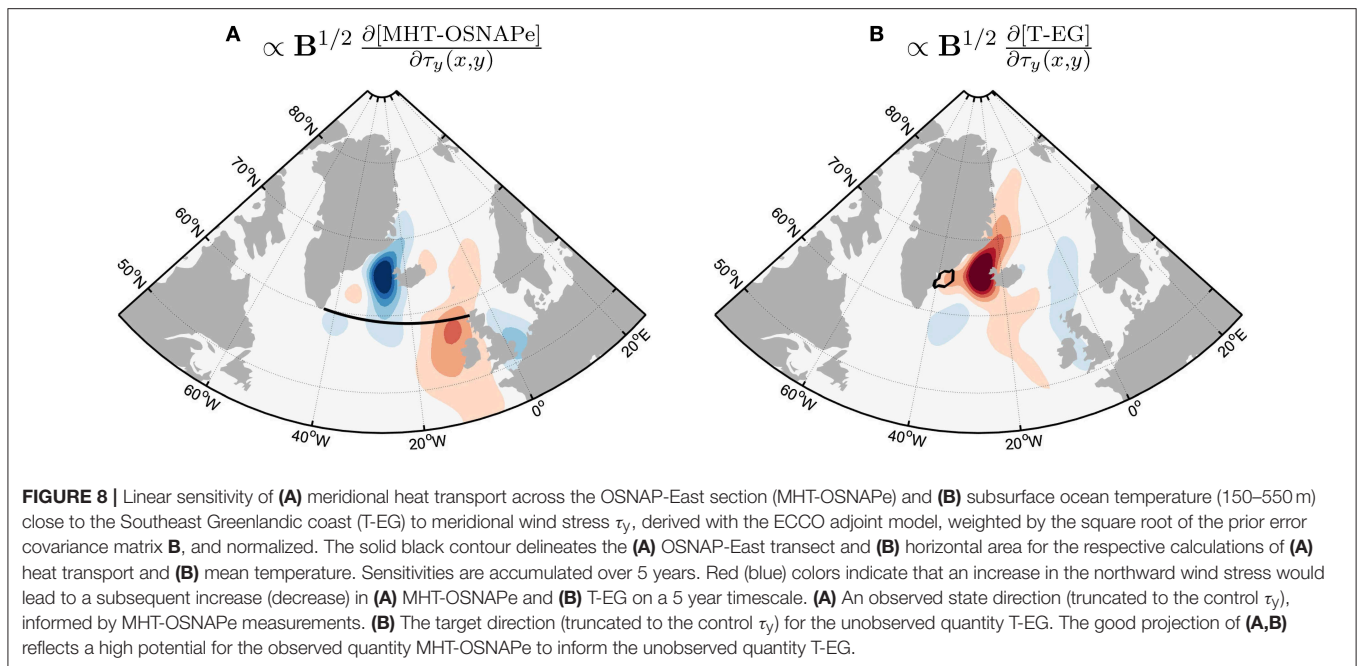 A ∝ B^{1/2} ∂[MHT-OSNAPe] / ∂τ_y(x,y)
B ∝ B^{1/2} ∂[T-EG] / ∂τ_y(x,y)
80°N
70°N
60°N
50°N
60°W
40°W
20°W
0°
20°E
80°N
70°N
60°N
50°N
60°W
40°W
20°W
0°
20°E
FIGURE 8 | Linear sensitivity of (A) meridional heat transport across the OSNAP-East section (MHT-OSNAPe) and (B) subsurface ocean temperature (150–550 m)
close to the Southeast Greenlandic coast (T-EG) to meridional wind stress τ_y, derived with the ECCO adjoint model, weighted by the square root of the prior error
covariance matrix B, and normalized. The solid black contour delineates the (A) OSNAP-East transect and (B) horizontal area for the respective calculations of (A)
heat transport and (B) mean temperature. Sensitivities are accumulated over 5 years. Red (blue) colors indicate that an increase in the northward wind stress would
lead to a subsequent increase (decrease) in (A) MHT-OSNAPe and (B) T-EG on a 5 year timescale. (A) An observed state direction (truncated to the control τ_y),
informed by MHT-OSNAPe measurements. (B) The target direction (truncated to the control τ_y) for the unobserved quantity T-EG. The good projection of (A,B)
reflects a high potential for the observed quantity MHT-OSNAPe to inform the unobserved quantity T-EG.